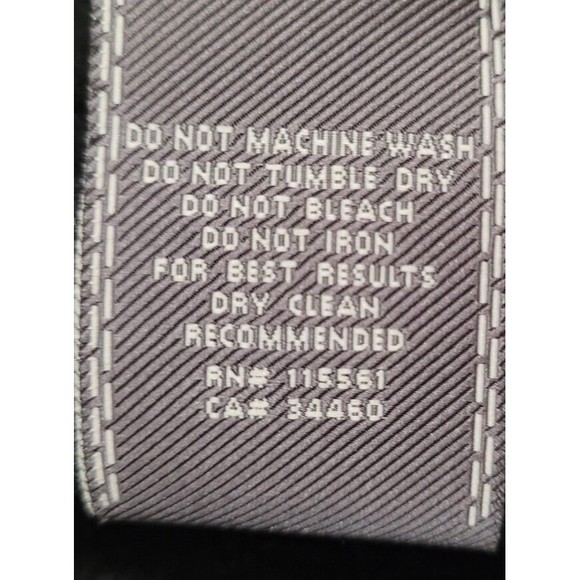 DO NOT MACHINE WASH
DO NOT TUMBLE DRY
DO NOT BLEACH
DO NOT IRON
FOR BEST RESULTS
DRY CLEAN
RECOMMENDED
RN# 115561
CA# 34460